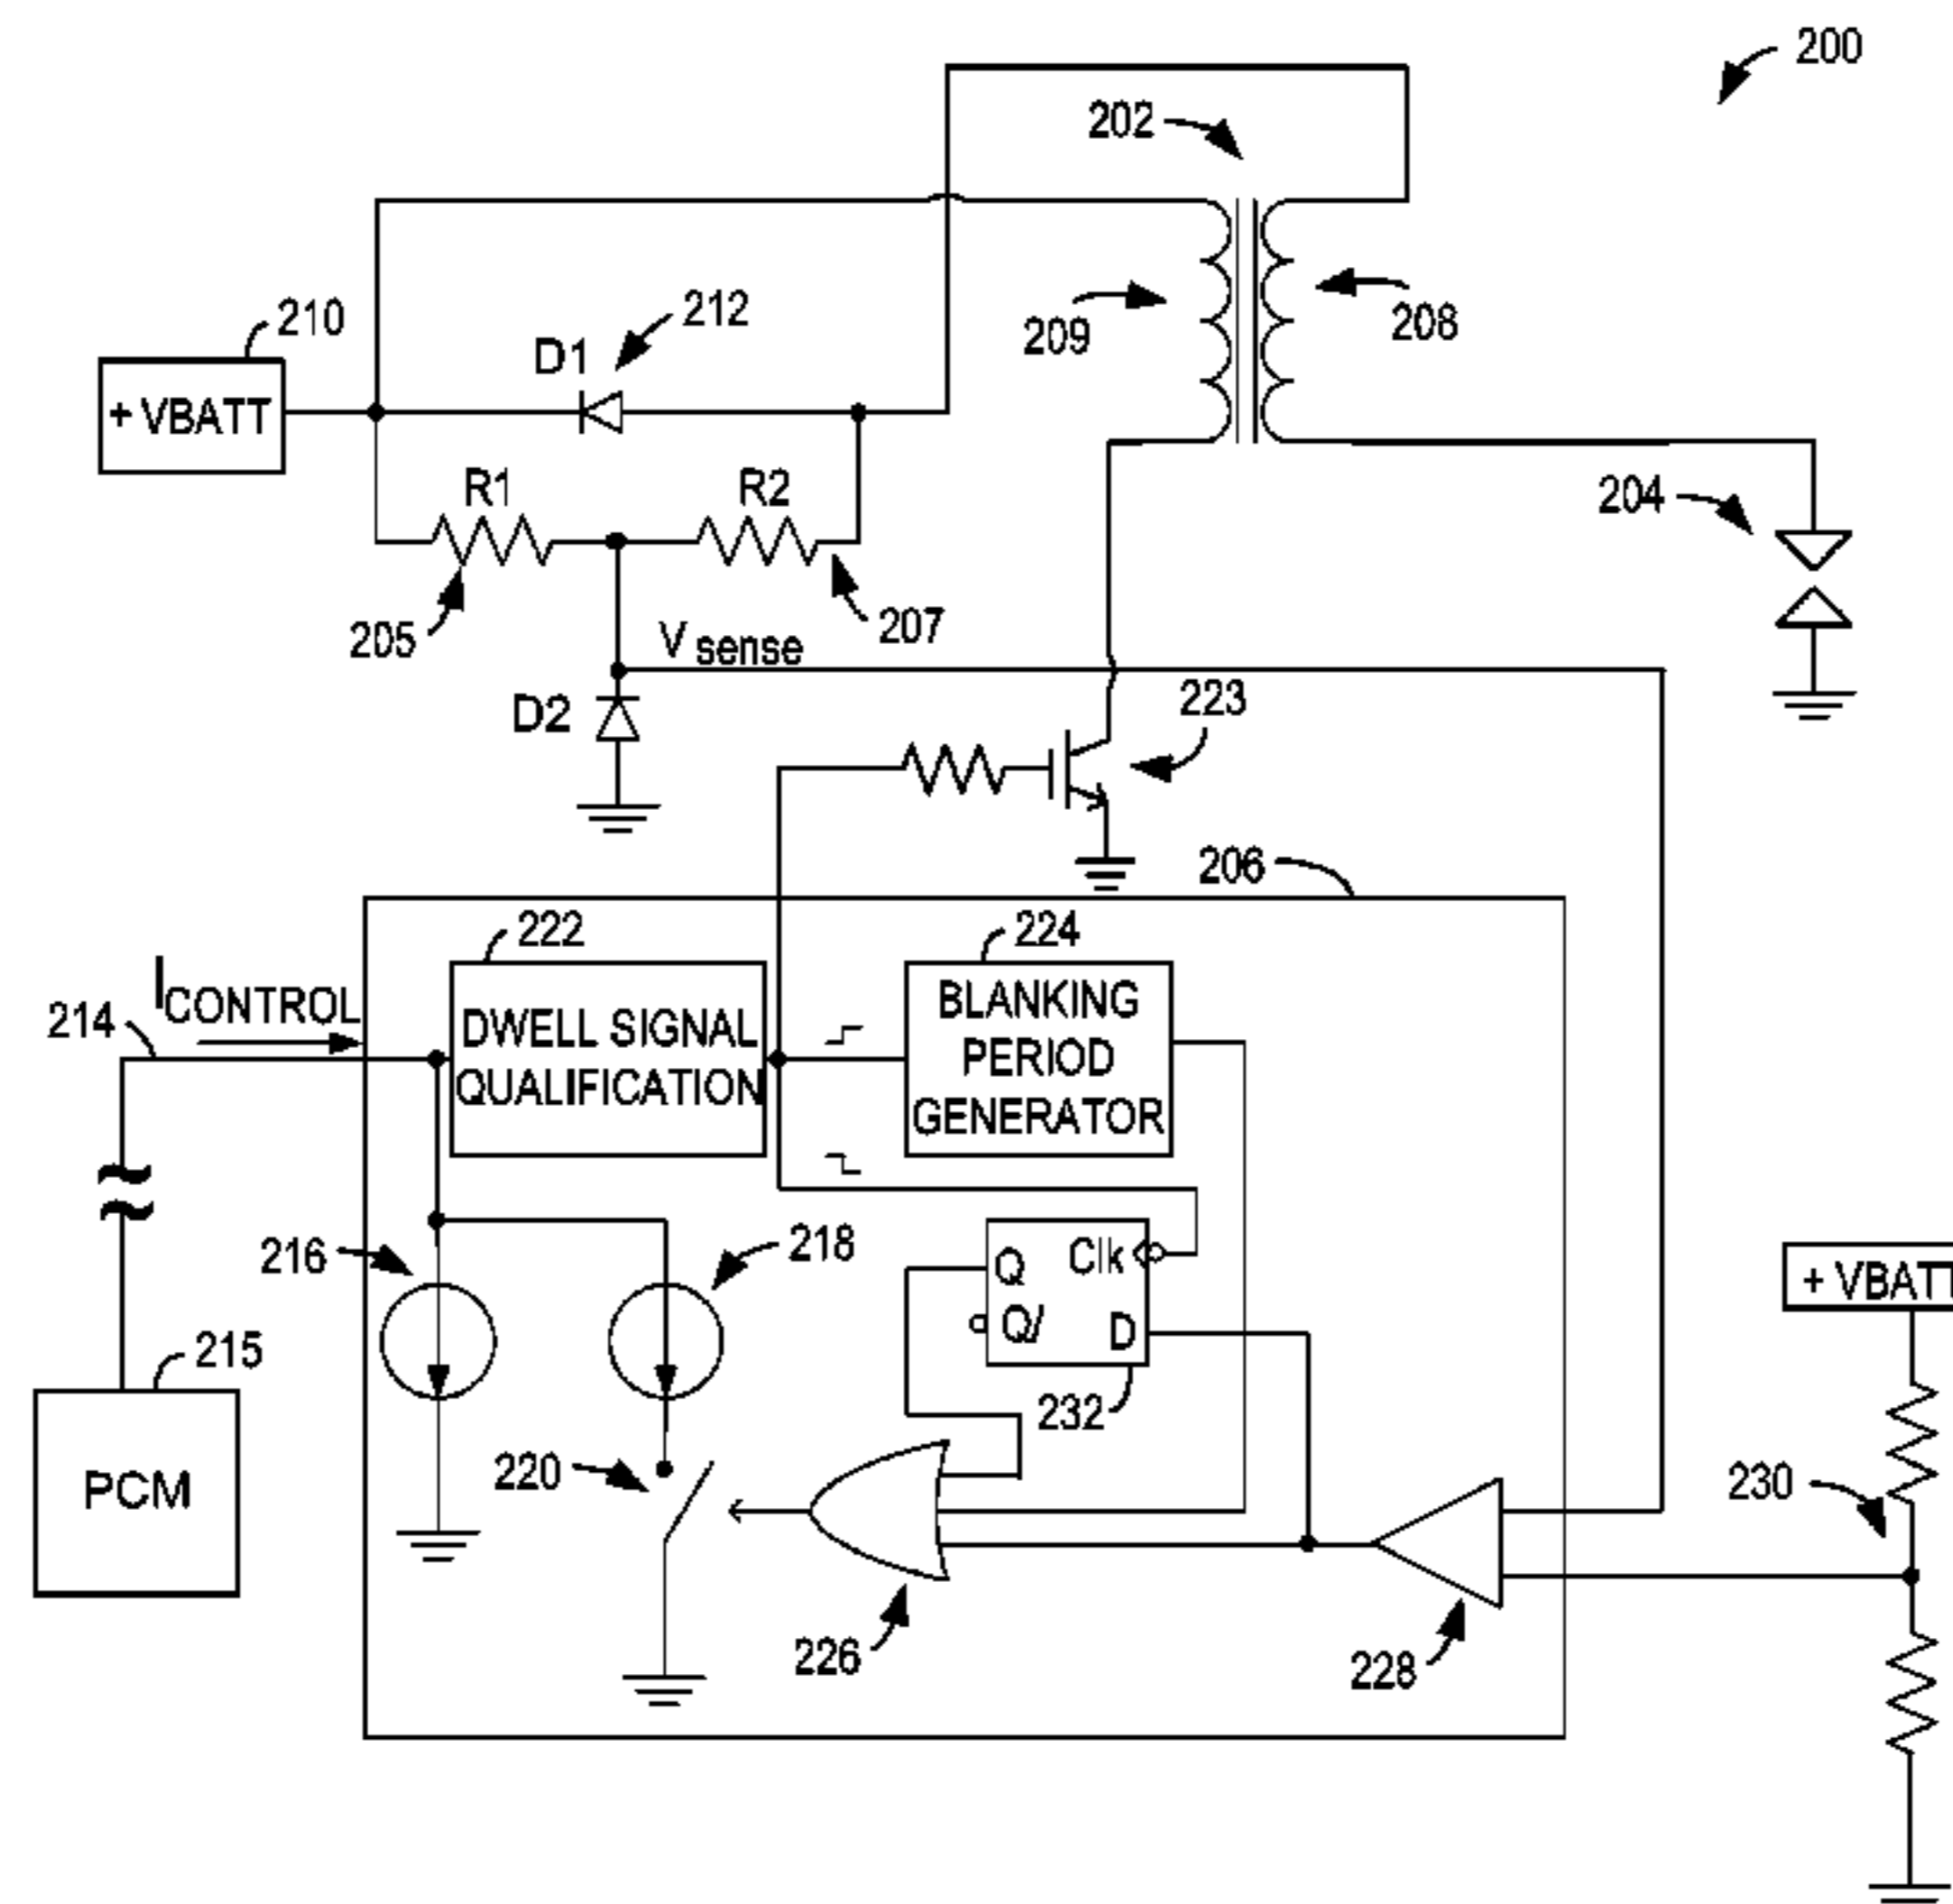 200
202
210
D1
212
209
208
+ VBATT
R1
R2
204
205
207
V sense
D2
223
206
222
224
ICONTROL
214
DWELL SIGNAL
QUALIFICATION
BLANKING
PERIOD
GENERATOR
216
218
Q
Clk
Q/
D
+ VBATT
215
232
PCM
220
230
226
228